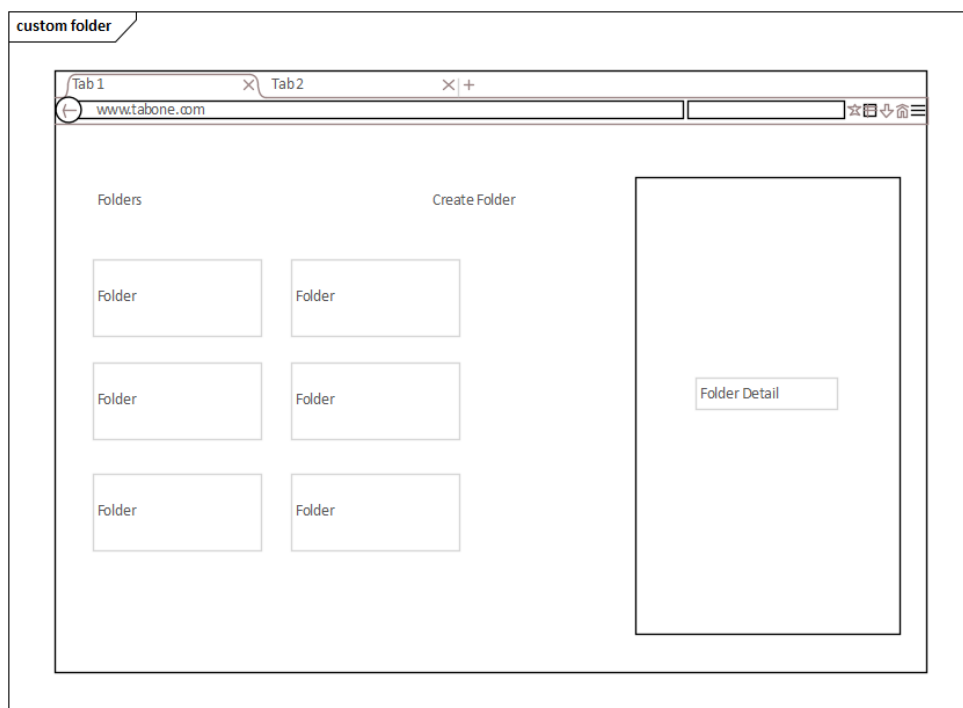 custom folder
Tab 1
Tab 2
www.tabone.com
Folders
Create Folder
Folder
Folder
Folder
Folder
Folder Detail
Folder
Folder